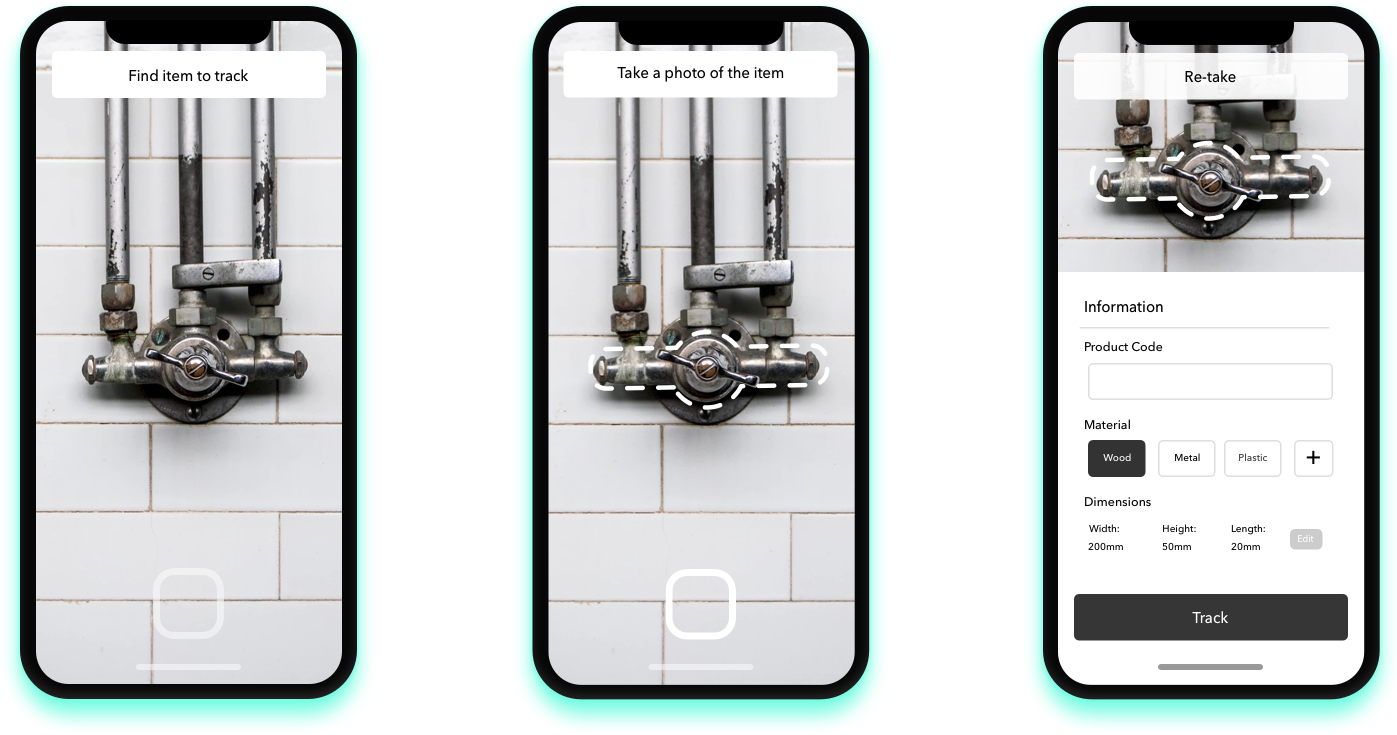 Find item to track
Take a photo of the item
Re-take
Information
Product Code
Material
Wood Metal Plastic +
Dimensions
Width: Height: Length:
200mm 50mm 20mm Edit
Track